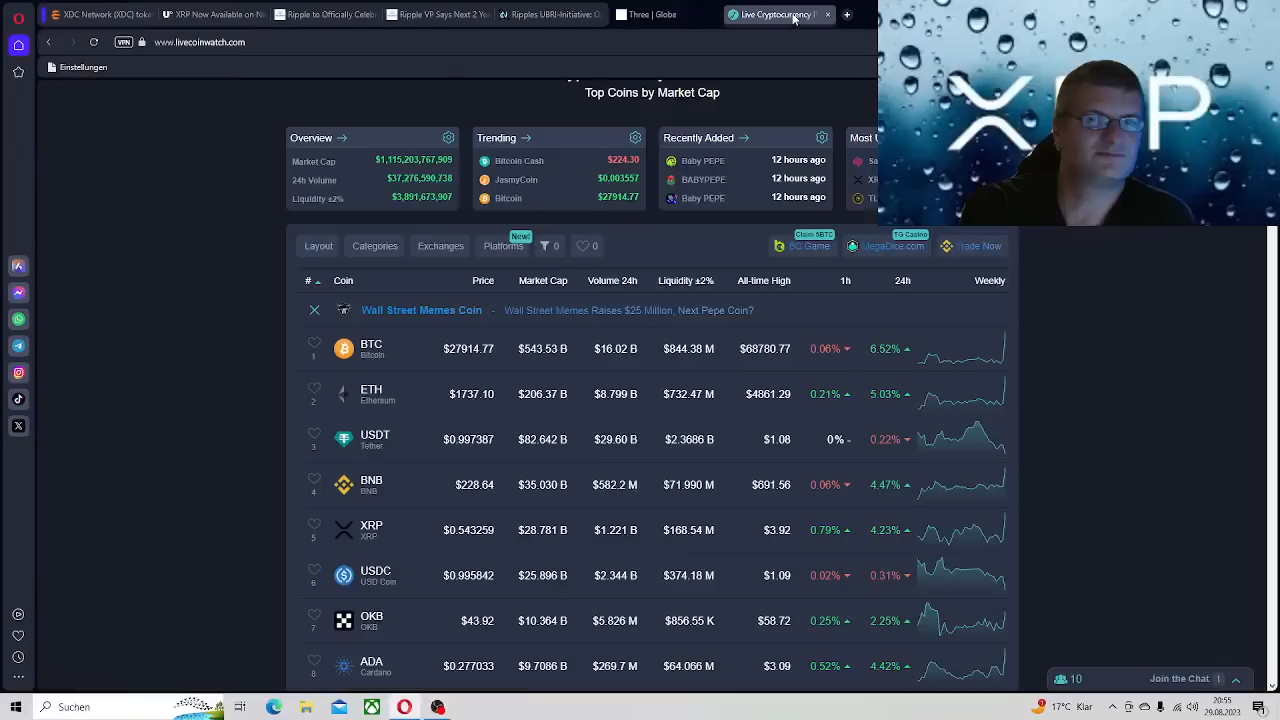 XDC Network (XDC) token
XRP Now Available on Ni
Ripple to Officially Celebr
Ripple VP Says Next 2 Ye
Ripples UBRI-Initiative: Q
Three | Globe
Live Cryptocurrency
VPN
www.livecoinwatch.com
Einstellungen
XRP
Top Coins by Market Cap
Overview
Market Cap $1,115,203,767,909
24h Volume $37,276,590,738
Liquidity ±2% $3,891,673,907
Trending
Bitcoin Cash $224.30
JasmyCoin $0.003557
Bitcoin $27914.77
Recently Added
Baby PEPE 12 hours ago
BABYPEPE 12 hours ago
Baby PEPE 12 hours ago
Most U
Sa
XR
TL
Layout Categories Exchanges Platforms New! 0 0
Claim 5BTC
BC Game
TG Casino
MegaDice.com
Trade Now
# Coin Price Market Cap Volume 24h Liquidity ±2% All-time High 1h 24h Weekly
Wall Street Memes Coin - Wall Street Memes Raises $25 Million, Next Pepe Coin?
1 BTC Bitcoin $27914.77 $543.53 B $16.02 B $844.38 M $68780.77 0.06% 6.52%
2 ETH Ethereum $1737.10 $206.37 B $8.799 B $732.47 M $4861.29 0.21% 5.03%
3 USDT Tether $0.997387 $82.642 B $29.60 B $2.3686 B $1.08 0% - 0.22%
4 BNB BNB $228.64 $35.030 B $582.2 M $71.990 M $691.56 0.06% 4.47%
5 XRP XRP $0.543259 $28.781 B $1.221 B $168.54 M $3.92 0.79% 4.23%
6 USDC USD Coin $0.995842 $25.896 B $2.344 B $374.18 M $1.09 0.02% 0.31%
7 OKB OKB $43.92 $10.364 B $5.826 M $856.55 K $58.72 0.25% 2.25%
8 ADA Cardano $0.277033 $9.7086 B $269.7 M $64.066 M $3.09 0.52% 4.42%
10 Join the Chat 1
Suchen
17°C Klar
20:55
29.08.2023